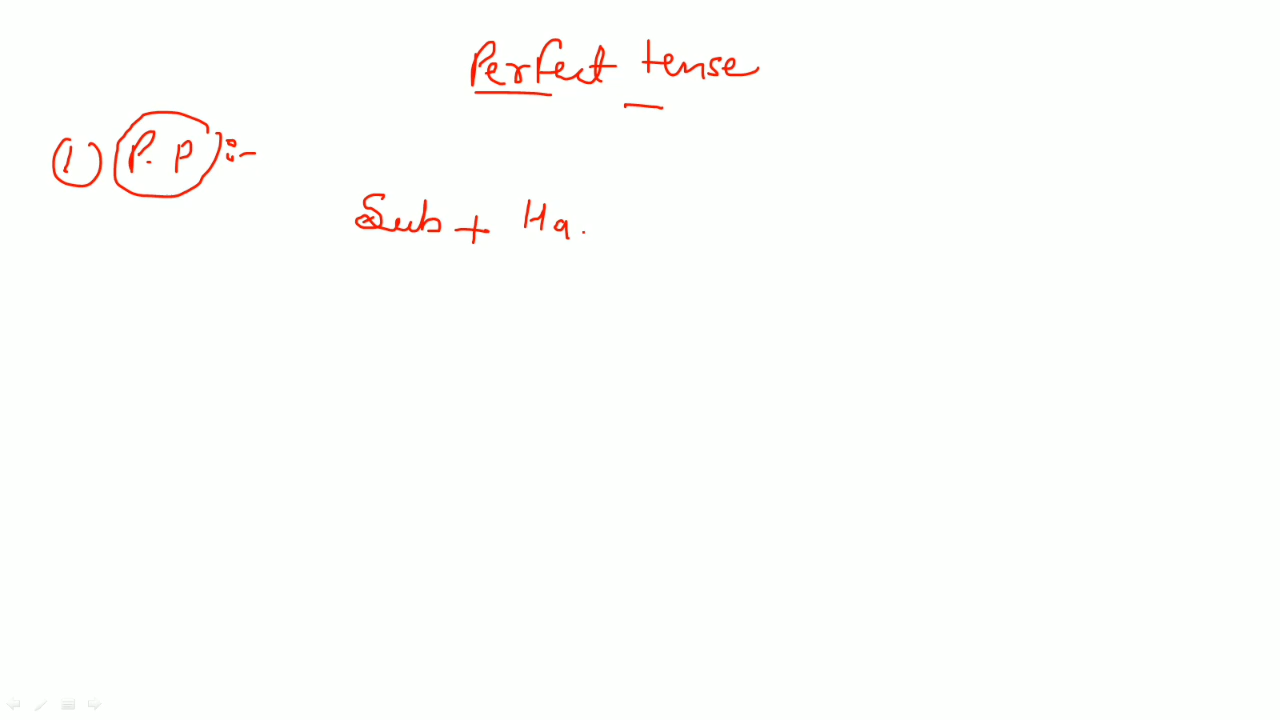 Perfect tense
1) P. P :-
Sub + Ha.